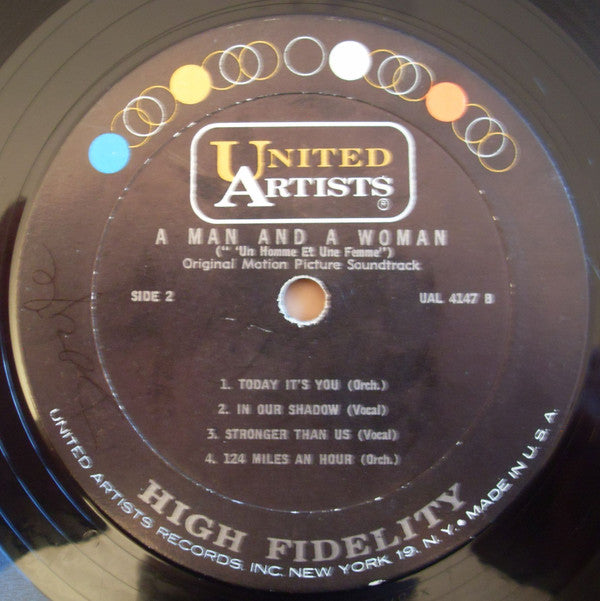 UNITED
ARTISTS
®
A MAN AND A WOMAN
("'Un Homme Et Une Femme")
Original Motion Picture Soundtrack
SIDE 2
UAL 4147 B
1. TODAY IT'S YOU (Orch.)
2. IN OUR SHADOW (Vocal)
3. STRONGER THAN US (Vocal)
4. 124 MILES AN HOUR (Orch.)
HIGH FIDELITY
UNITED ARTISTS RECORDS, INC. NEW YORK 19, N.Y. • MADE IN U.S.A.